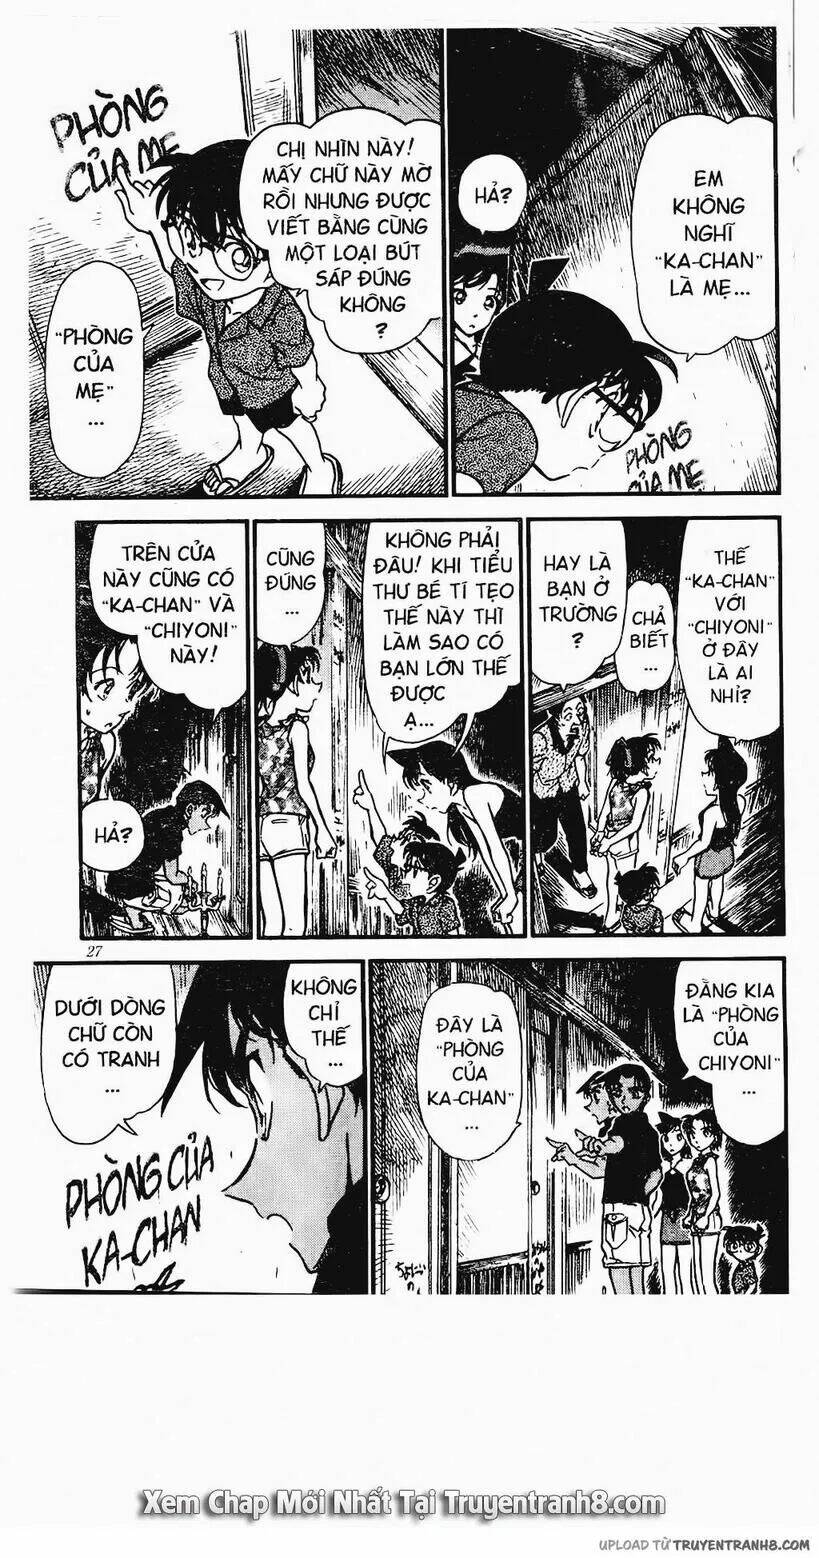 EM
KHÔNG
NGHĨ
"KA-CHAN"
LÀ MẸ...
HẢ?
PHÒNG
CỦA MẸ
CHỊ NHÌN NÀY!
MẤY CHỮ NÀY MỜ
RỒI NHƯNG ĐƯỢC
VIẾT BẰNG CÙNG
MỘT LOẠI BÚT
SÁP ĐÚNG
KHÔNG
?
PHÒNG
CỦA MẸ
"PHÒNG
CỦA
MẸ"
...
THẾ
"KA-CHAN"
VỚI
"CHIYONI"
Ở ĐÂY
LÀ AI
NHỈ?
CHẢ
BIẾT
...
HAY LÀ
BẠN Ở
TRƯỜNG
?
KHÔNG PHẢI
ĐÂU! KHI TIỂU
THƯ BÉ TÍ TẸO
THẾ NÀY THÌ
LÀM SAO CÓ
BẠN LỚN THẾ
ĐƯỢC
Ạ...
CŨNG
ĐÚNG
...
TRÊN CỬA
NÀY CŨNG CÓ
"KA-CHAN" VÀ
"CHIYONI"
NÀY!
HẢ?
27
ĐẰNG KIA
LÀ "PHÒNG
CỦA
CHIYONI"
...
ĐÂY LÀ
"PHÒNG
CỦA
KA-CHAN"
...
KHÔNG
CHỈ
THẾ...
DƯỚI DÒNG
CHỮ CÒN
CÓ TRANH
...
PHÒNG CỦA
KA-CHAN
Xem Chap Mới Nhất Tại Truyentranh8.com
UPLOAD TỪ TRUYENTRANH8.COM